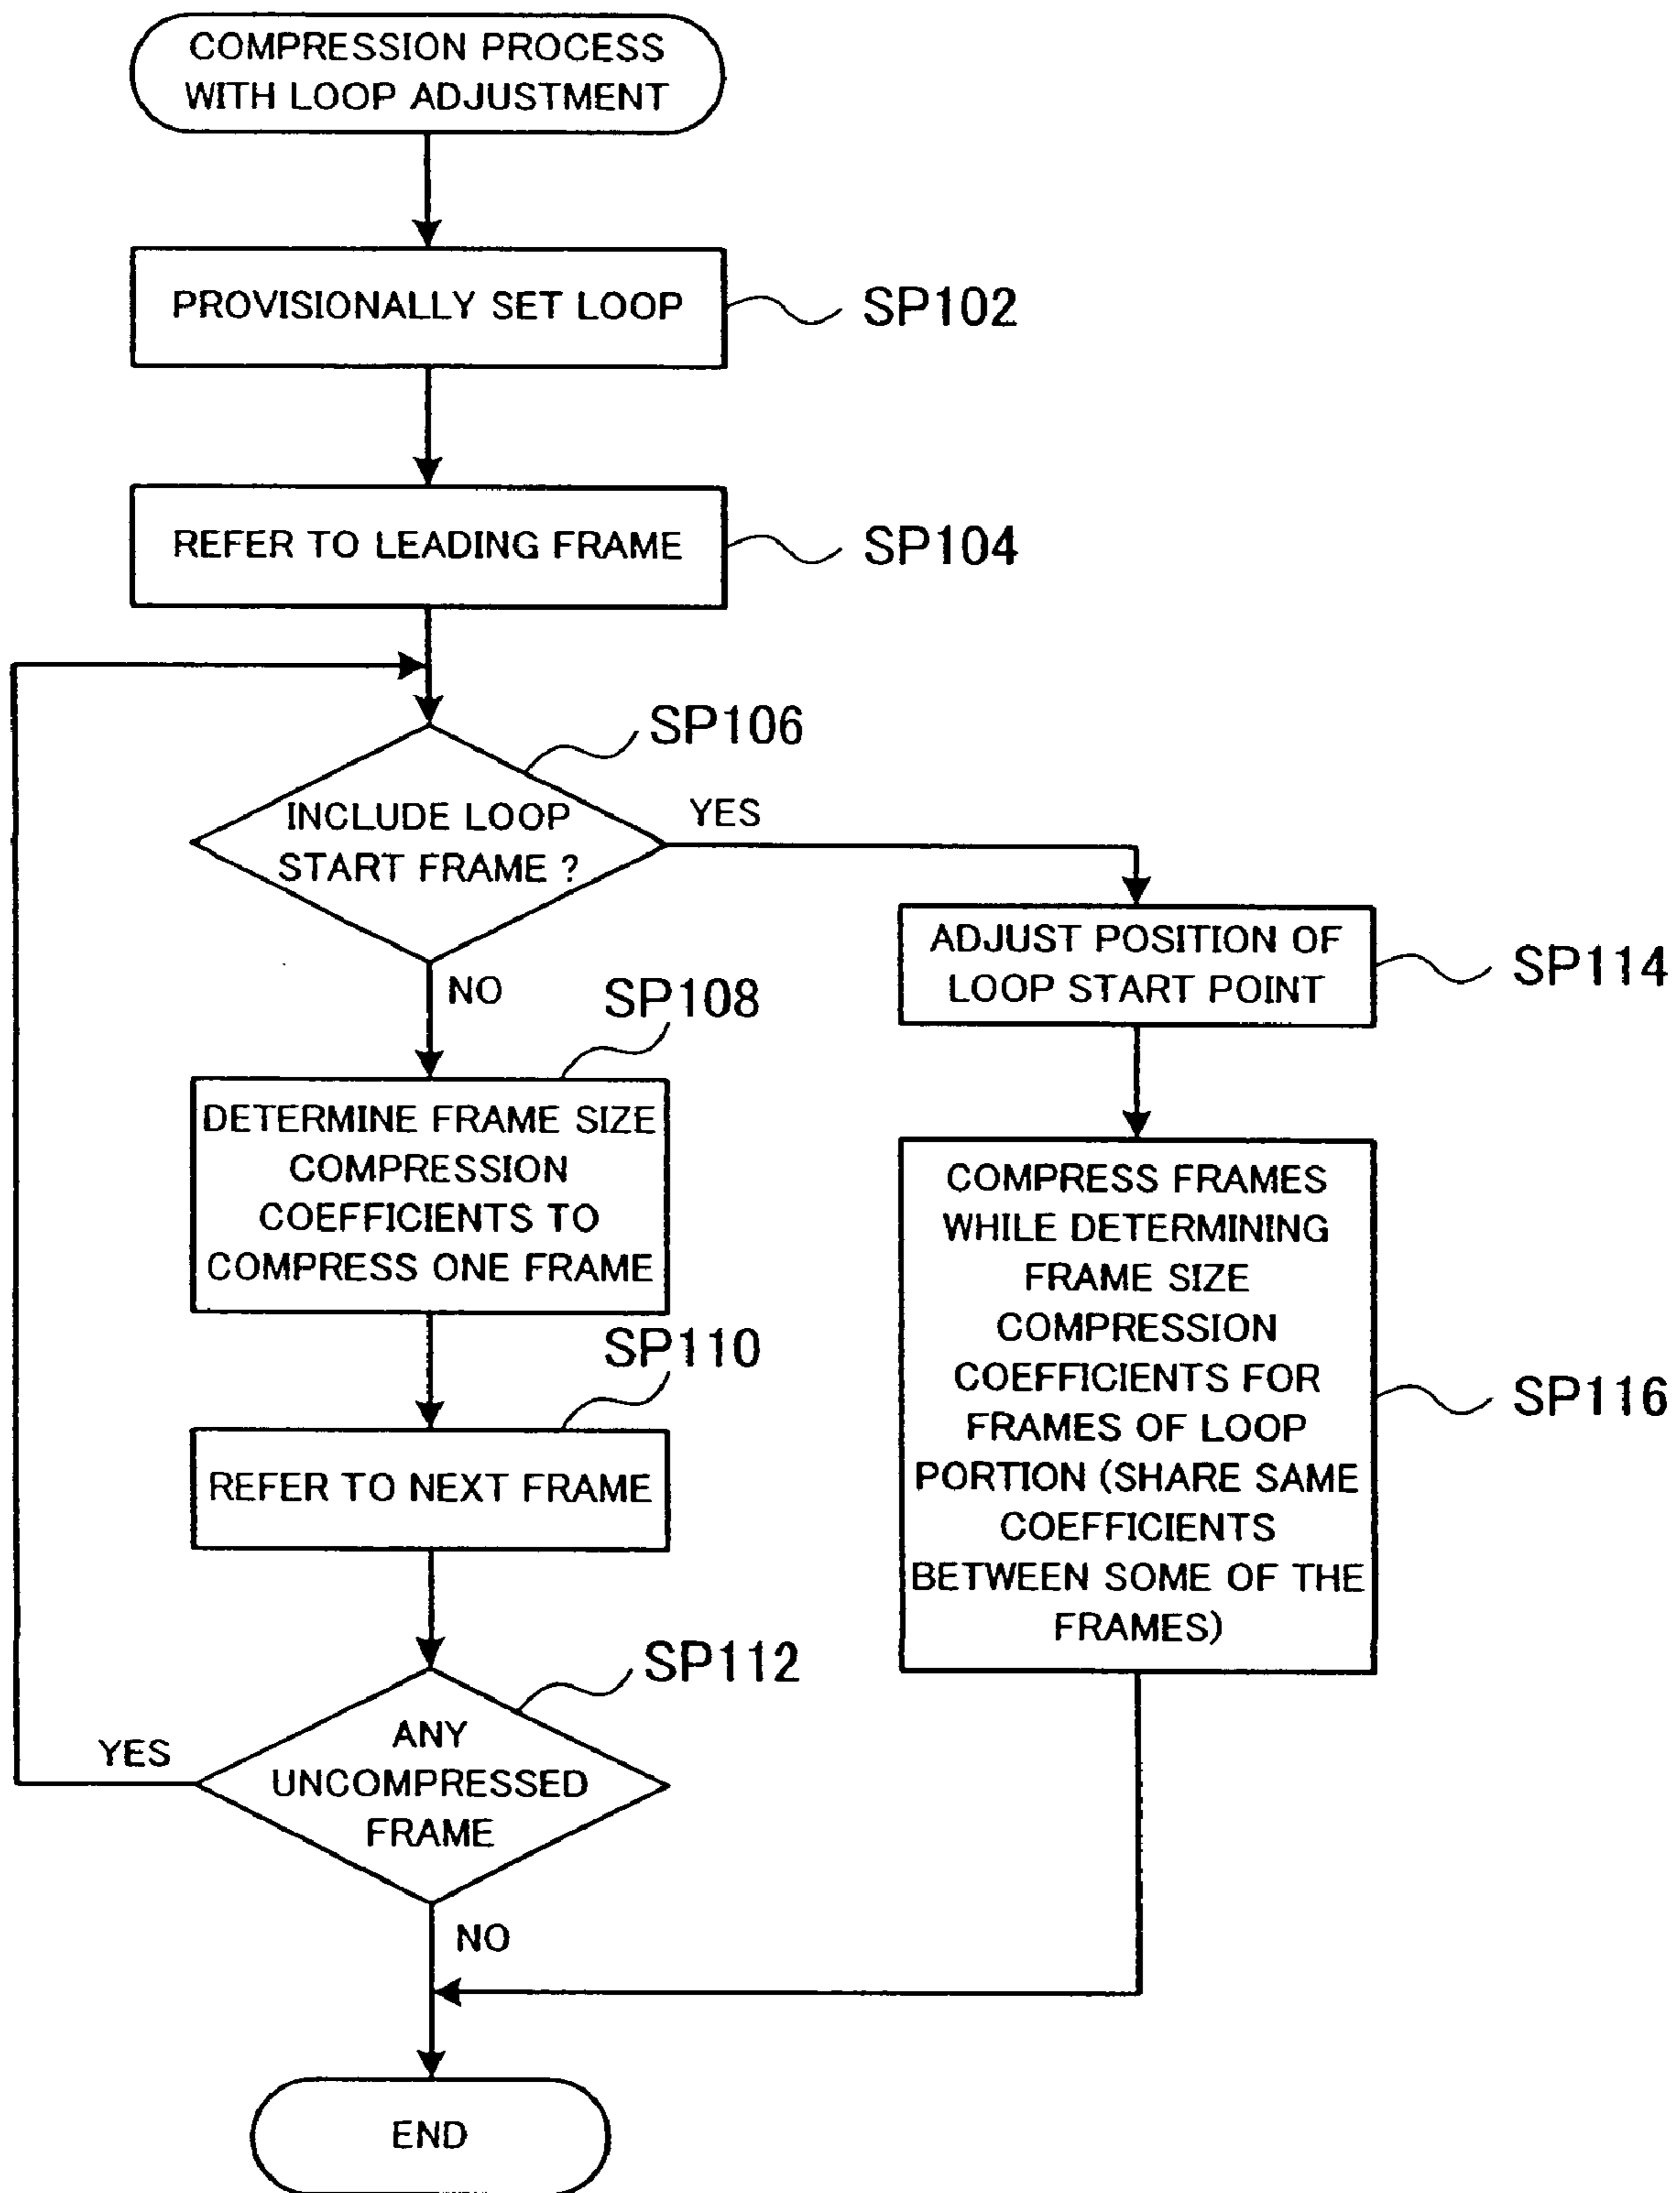 COMPRESSION PROCESS
WITH LOOP ADJUSTMENT
PROVISIONALLY SET LOOP
SP102
REFER TO LEADING FRAME
SP104
SP106
INCLUDE LOOP
START FRAME ?
YES
NO
ADJUST POSITION OF
LOOP START POINT
SP114
SP108
DETERMINE FRAME SIZE
COMPRESSION
COEFFICIENTS TO
COMPRESS ONE FRAME
COMPRESS FRAMES
WHILE DETERMINING
FRAME SIZE
COMPRESSION
COEFFICIENTS FOR
FRAMES OF LOOP
PORTION (SHARE SAME
COEFFICIENTS
BETWEEN SOME OF THE
FRAMES)
SP116
SP110
REFER TO NEXT FRAME
SP112
ANY
UNCOMPRESSED
FRAME
YES
NO
END